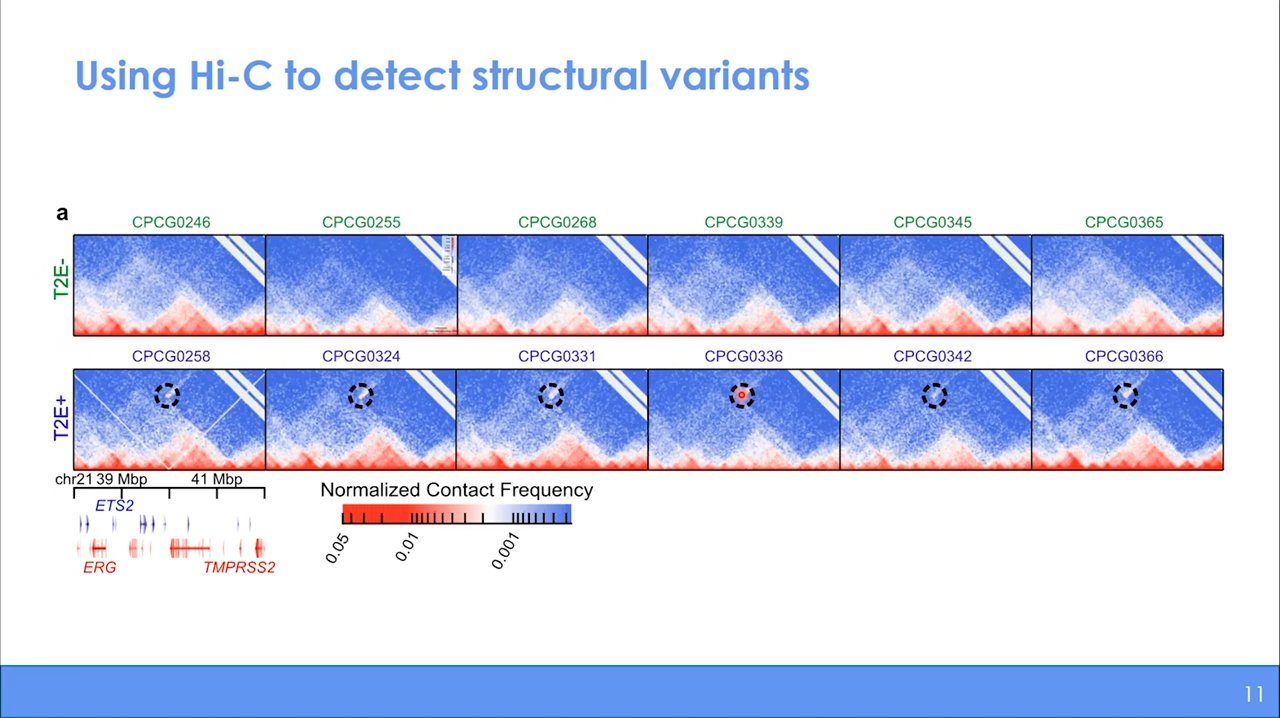 Using Hi-C to detect structural variants
a
CPCG0246 CPCG0255 CPCG0268 CPCG0339 CPCG0345 CPCG0365
T2E-
CPCG0258 CPCG0324 CPCG0331 CPCG0336 CPCG0342 CPCG0366
T2E+
chr21 39 Mbp 41 Mbp
ETS2
ERG TMPRSS2
Normalized Contact Frequency
0.05 0.01 0.001
11